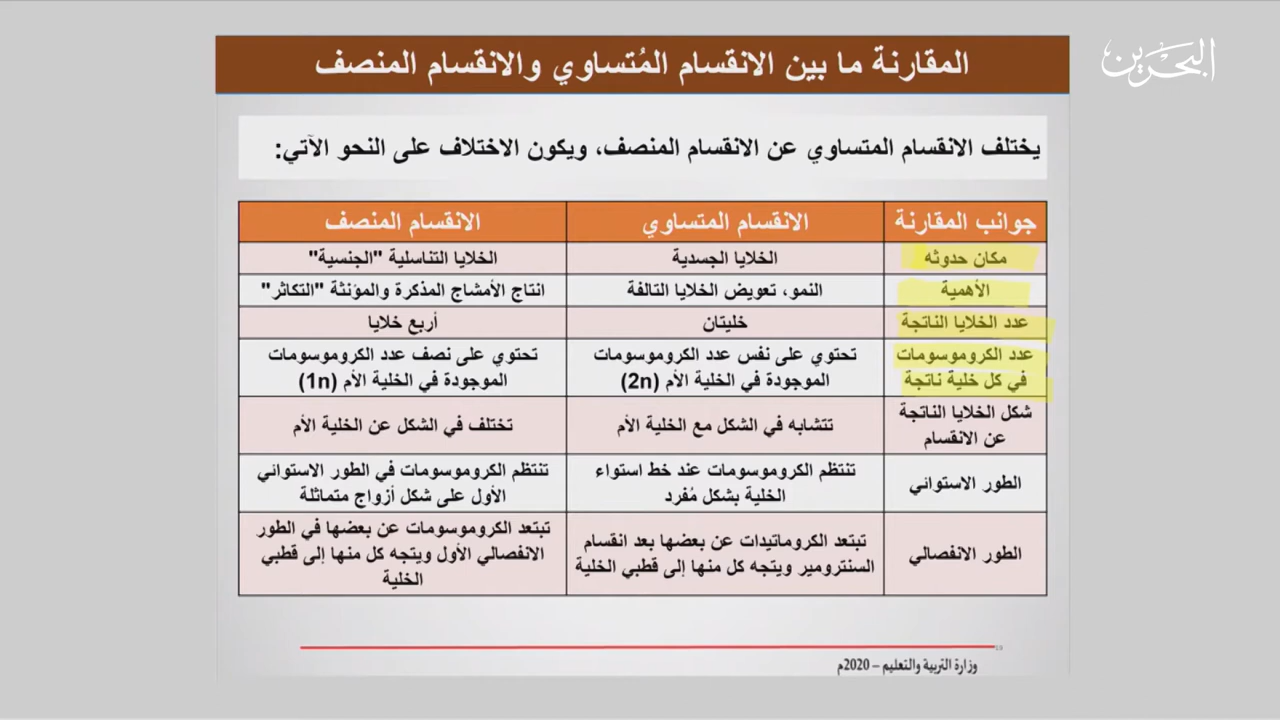 البحرين
المقارنة ما بين الانقسام المُتساوي والانقسام المنصف
يختلف الانقسام المتساوي عن الانقسام المنصف، ويكون الاختلاف على النحو الآتي:
جوانب المقارنة
الانقسام المتساوي
الانقسام المنصف
مكان حدوثه
الخلايا الجسدية
الخلايا التناسلية "الجنسية"
الأهمية
النمو، تعويض الخلايا التالفة
انتاج الأمشاج المذكرة والمؤنثة "التكاثر"
عدد الخلايا الناتجة
خليتان
أربع خلايا
عدد الكروموسومات
في كل خلية ناتجة
تحتوي على نفس عدد الكروموسومات
الموجودة في الخلية الأم (2n)
تحتوي على نصف عدد الكروموسومات
الموجودة في الخلية الأم (1n)
شكل الخلايا الناتجة
عن الانقسام
تتشابه في الشكل مع الخلية الأم
تختلف في الشكل عن الخلية الأم
الطور الاستوائي
تنتظم الكروموسومات عند خط استواء
الخلية بشكل مُفرد
تنتظم الكروموسومات في الطور الاستوائي
الأول على شكل أزواج متماثلة
الطور الانفصالي
تبتعد الكروماتيدات عن بعضها بعد انقسام
السنترومير ويتجه كل منها إلى قطبي الخلية
تبتعد الكروموسومات عن بعضها في الطور
الانفصالي الأول ويتجه كل منها إلى قطبي
الخلية
وزارة التربية والتعليم – 2020م